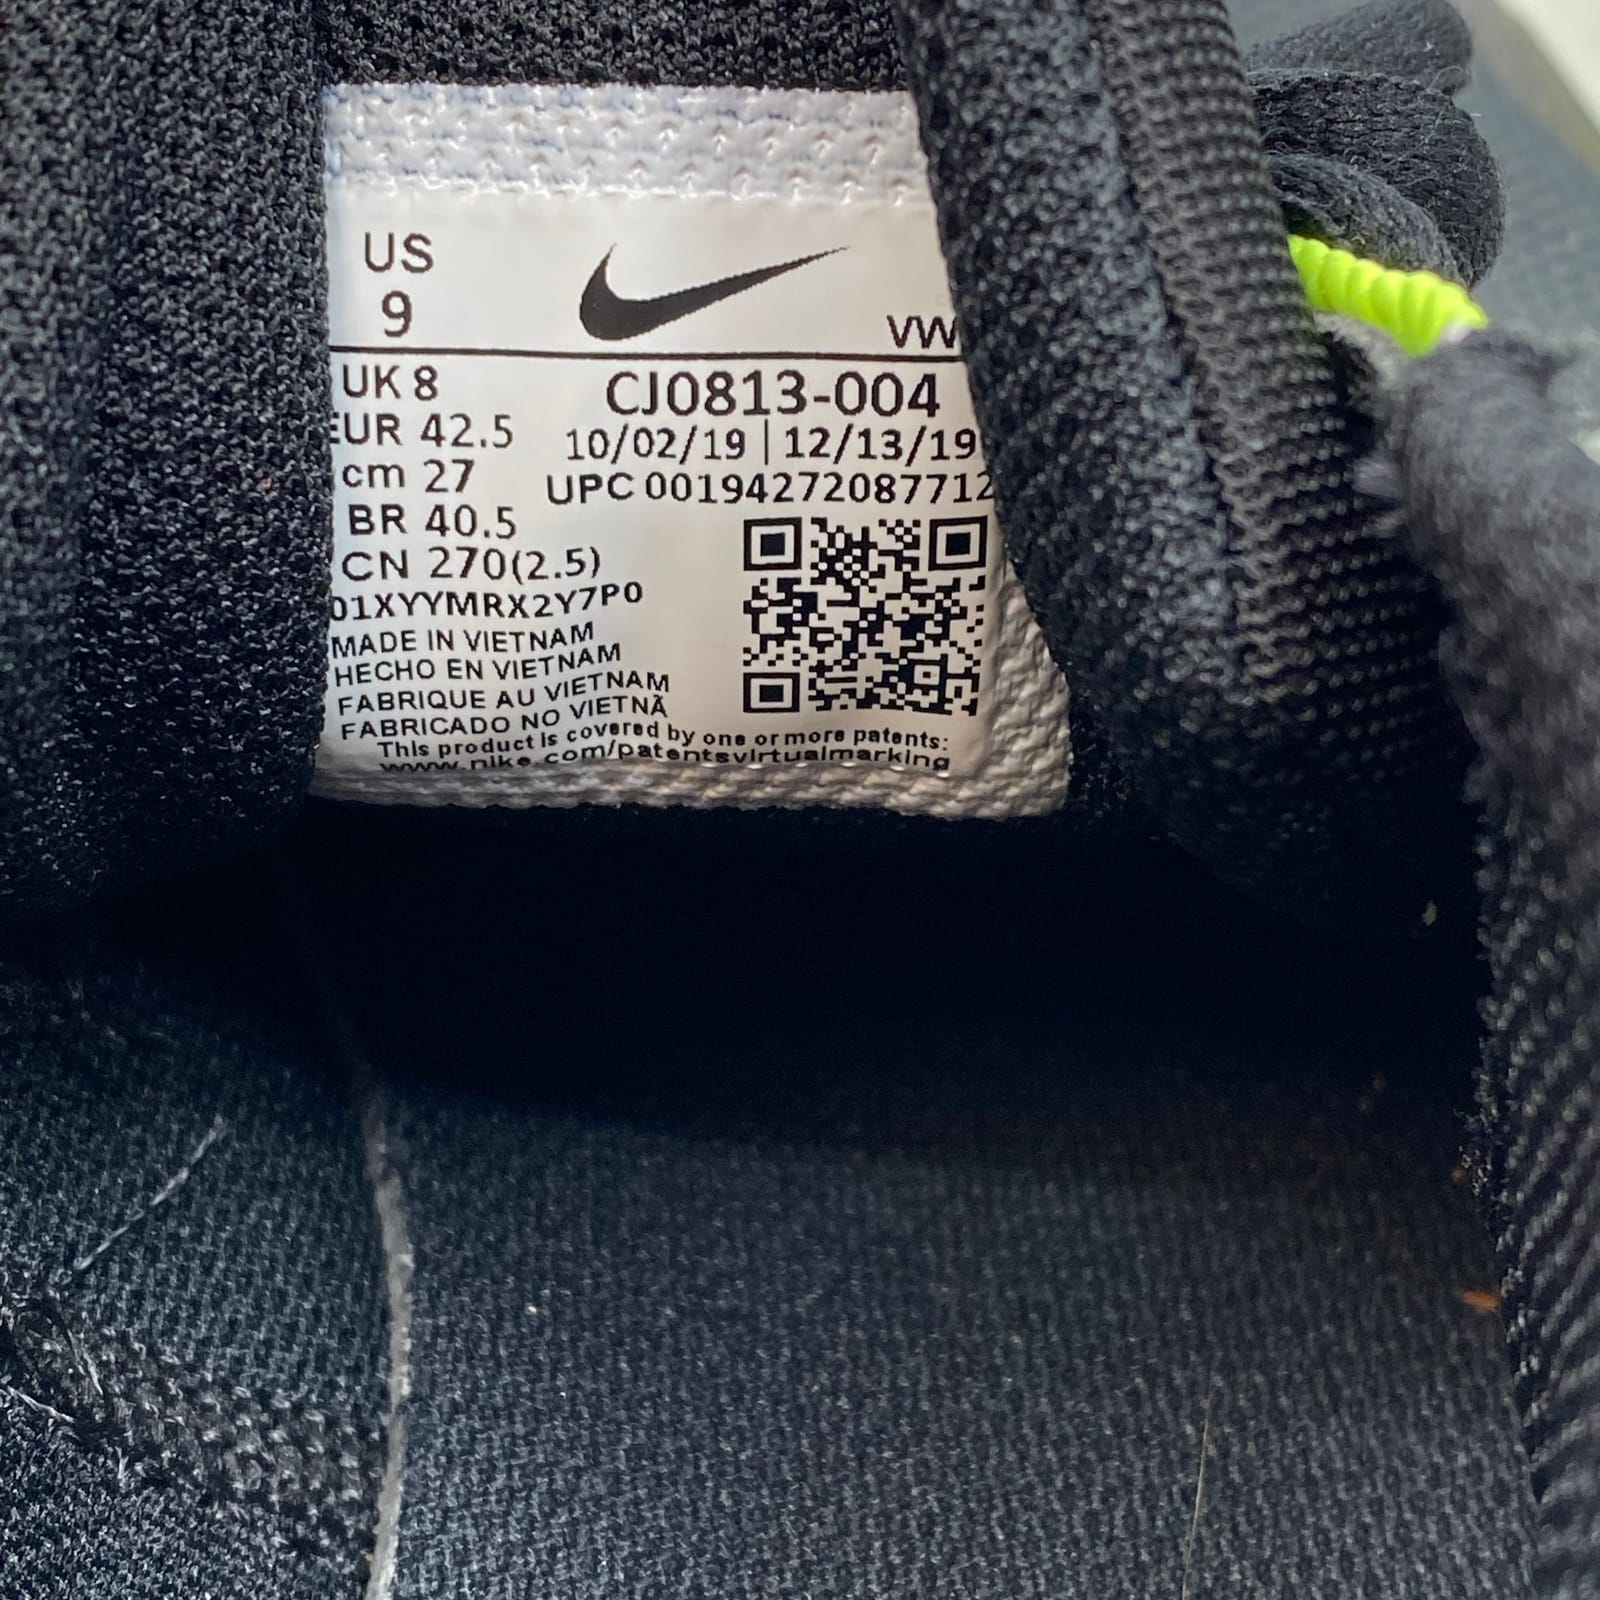 US
9
VW
UK 8
CJ0813-004
EUR 42.5
10/02/19 | 12/13/19
cm 27
UPC 00194272087712
BR 40.5
CN 270(2.5)
01XYYMRX2Y7P0
MADE IN VIETNAM
HECHO EN VIETNAM
FABRIQUE AU VIETNAM
FABRICADO NO VIETNÃ
This product is covered by one or more patents:
www.nike.com/patentsvirtualmarking